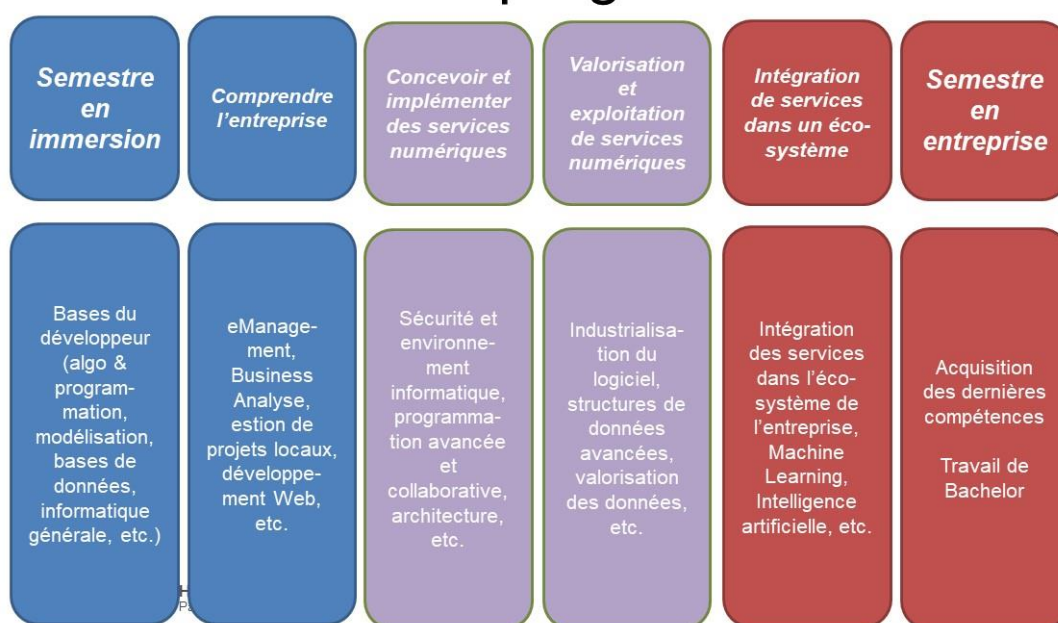 Semestre
en
immersion
Comprendre
l'entreprise
Concevoir et
implémenter
des services
numériques
Valorisation
et
exploitation
de services
numériques
Intégration
de services
dans un éco-
système
Semestre
en
entreprise
Bases du
développeur
(algo &
program-
mation,
modélisation,
bases de
données,
informatique
générale, etc.)
eManage-
ment,
Business
Analyse,
estion de
projets locaux,
développe-
ment Web,
etc.
Sécurité et
environne-
ment
informatique,
programma-
tion avancée
et
collaborative,
architecture,
etc.
Industrialisa-
tion du
logiciel,
structures de
données
avancées,
valorisation
des données,
etc.
Intégration
des services
dans l'éco-
système de
l'entreprise,
Machine
Learning,
Intelligence
artificielle, etc.
Acquisition
des dernières
compétences
Travail de
Bachelor